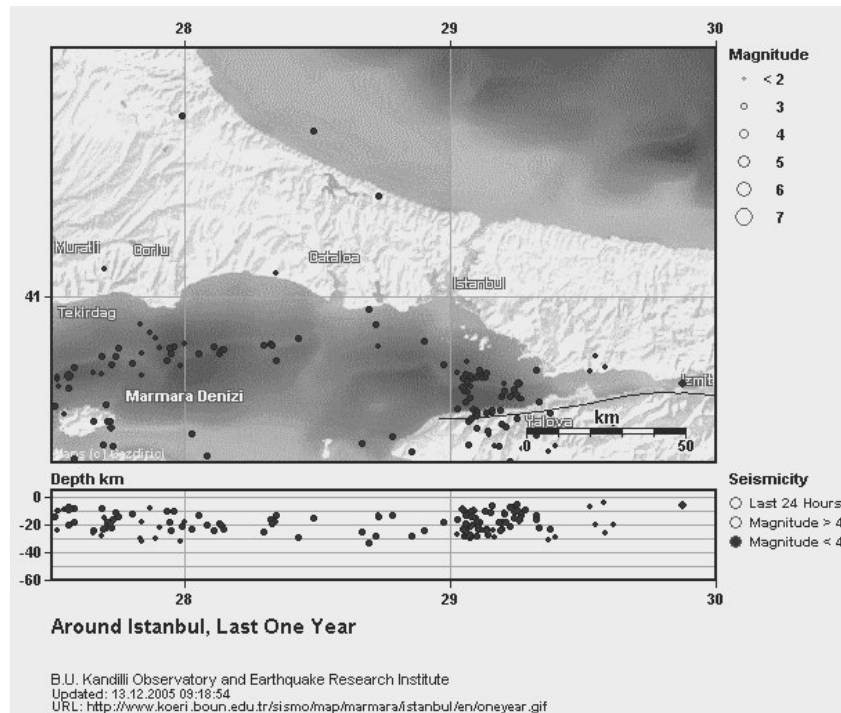 28 29 30
Magnitude
< 2
3
4
5
6
7
Muratli Corlu Cataloa
Istanbul
41
Tekirdag
Izmit
Marmara Denizi
Yalova
km
0 50
Maps (c) Bezdirici
Depth km
0
-20
-40
-60
28 29 30
Seismicity
Last 24 Hours
Magnitude > 4
Magnitude < 4
Around Istanbul, Last One Year
B.U. Kandilli Observatory and Earthquake Research Institute
Updated: 13.12.2005 09:18:54
URL: http://www.koeri.boun.edu.tr/sismo/map/marmara/istanbul/en/oneyear.gif